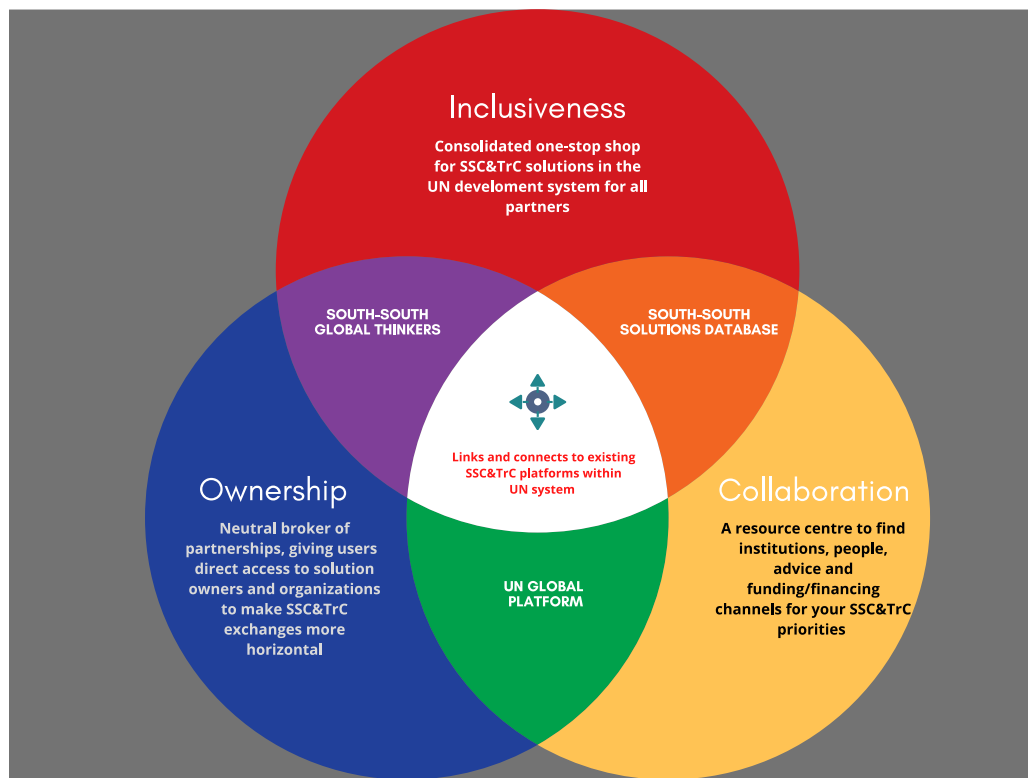 Inclusiveness
Consolidated one-stop shop
for SSC&TrC solutions in the
UN develoment system for all
partners
SOUTH-SOUTH
GLOBAL THINKERS
SOUTH-SOUTH
SOLUTIONS DATABASE
Links and connects to existing
SSC&TrC platforms within
UN system
Ownership
Neutral broker of
partnerships, giving users
direct access to solution
owners and organizations
to make SSC&TrC
exchanges more
horizontal
Collaboration
A resource centre to find
institutions, people,
advice and
funding/financing
channels for your SSC&TrC
priorities
UN GLOBAL
PLATFORM